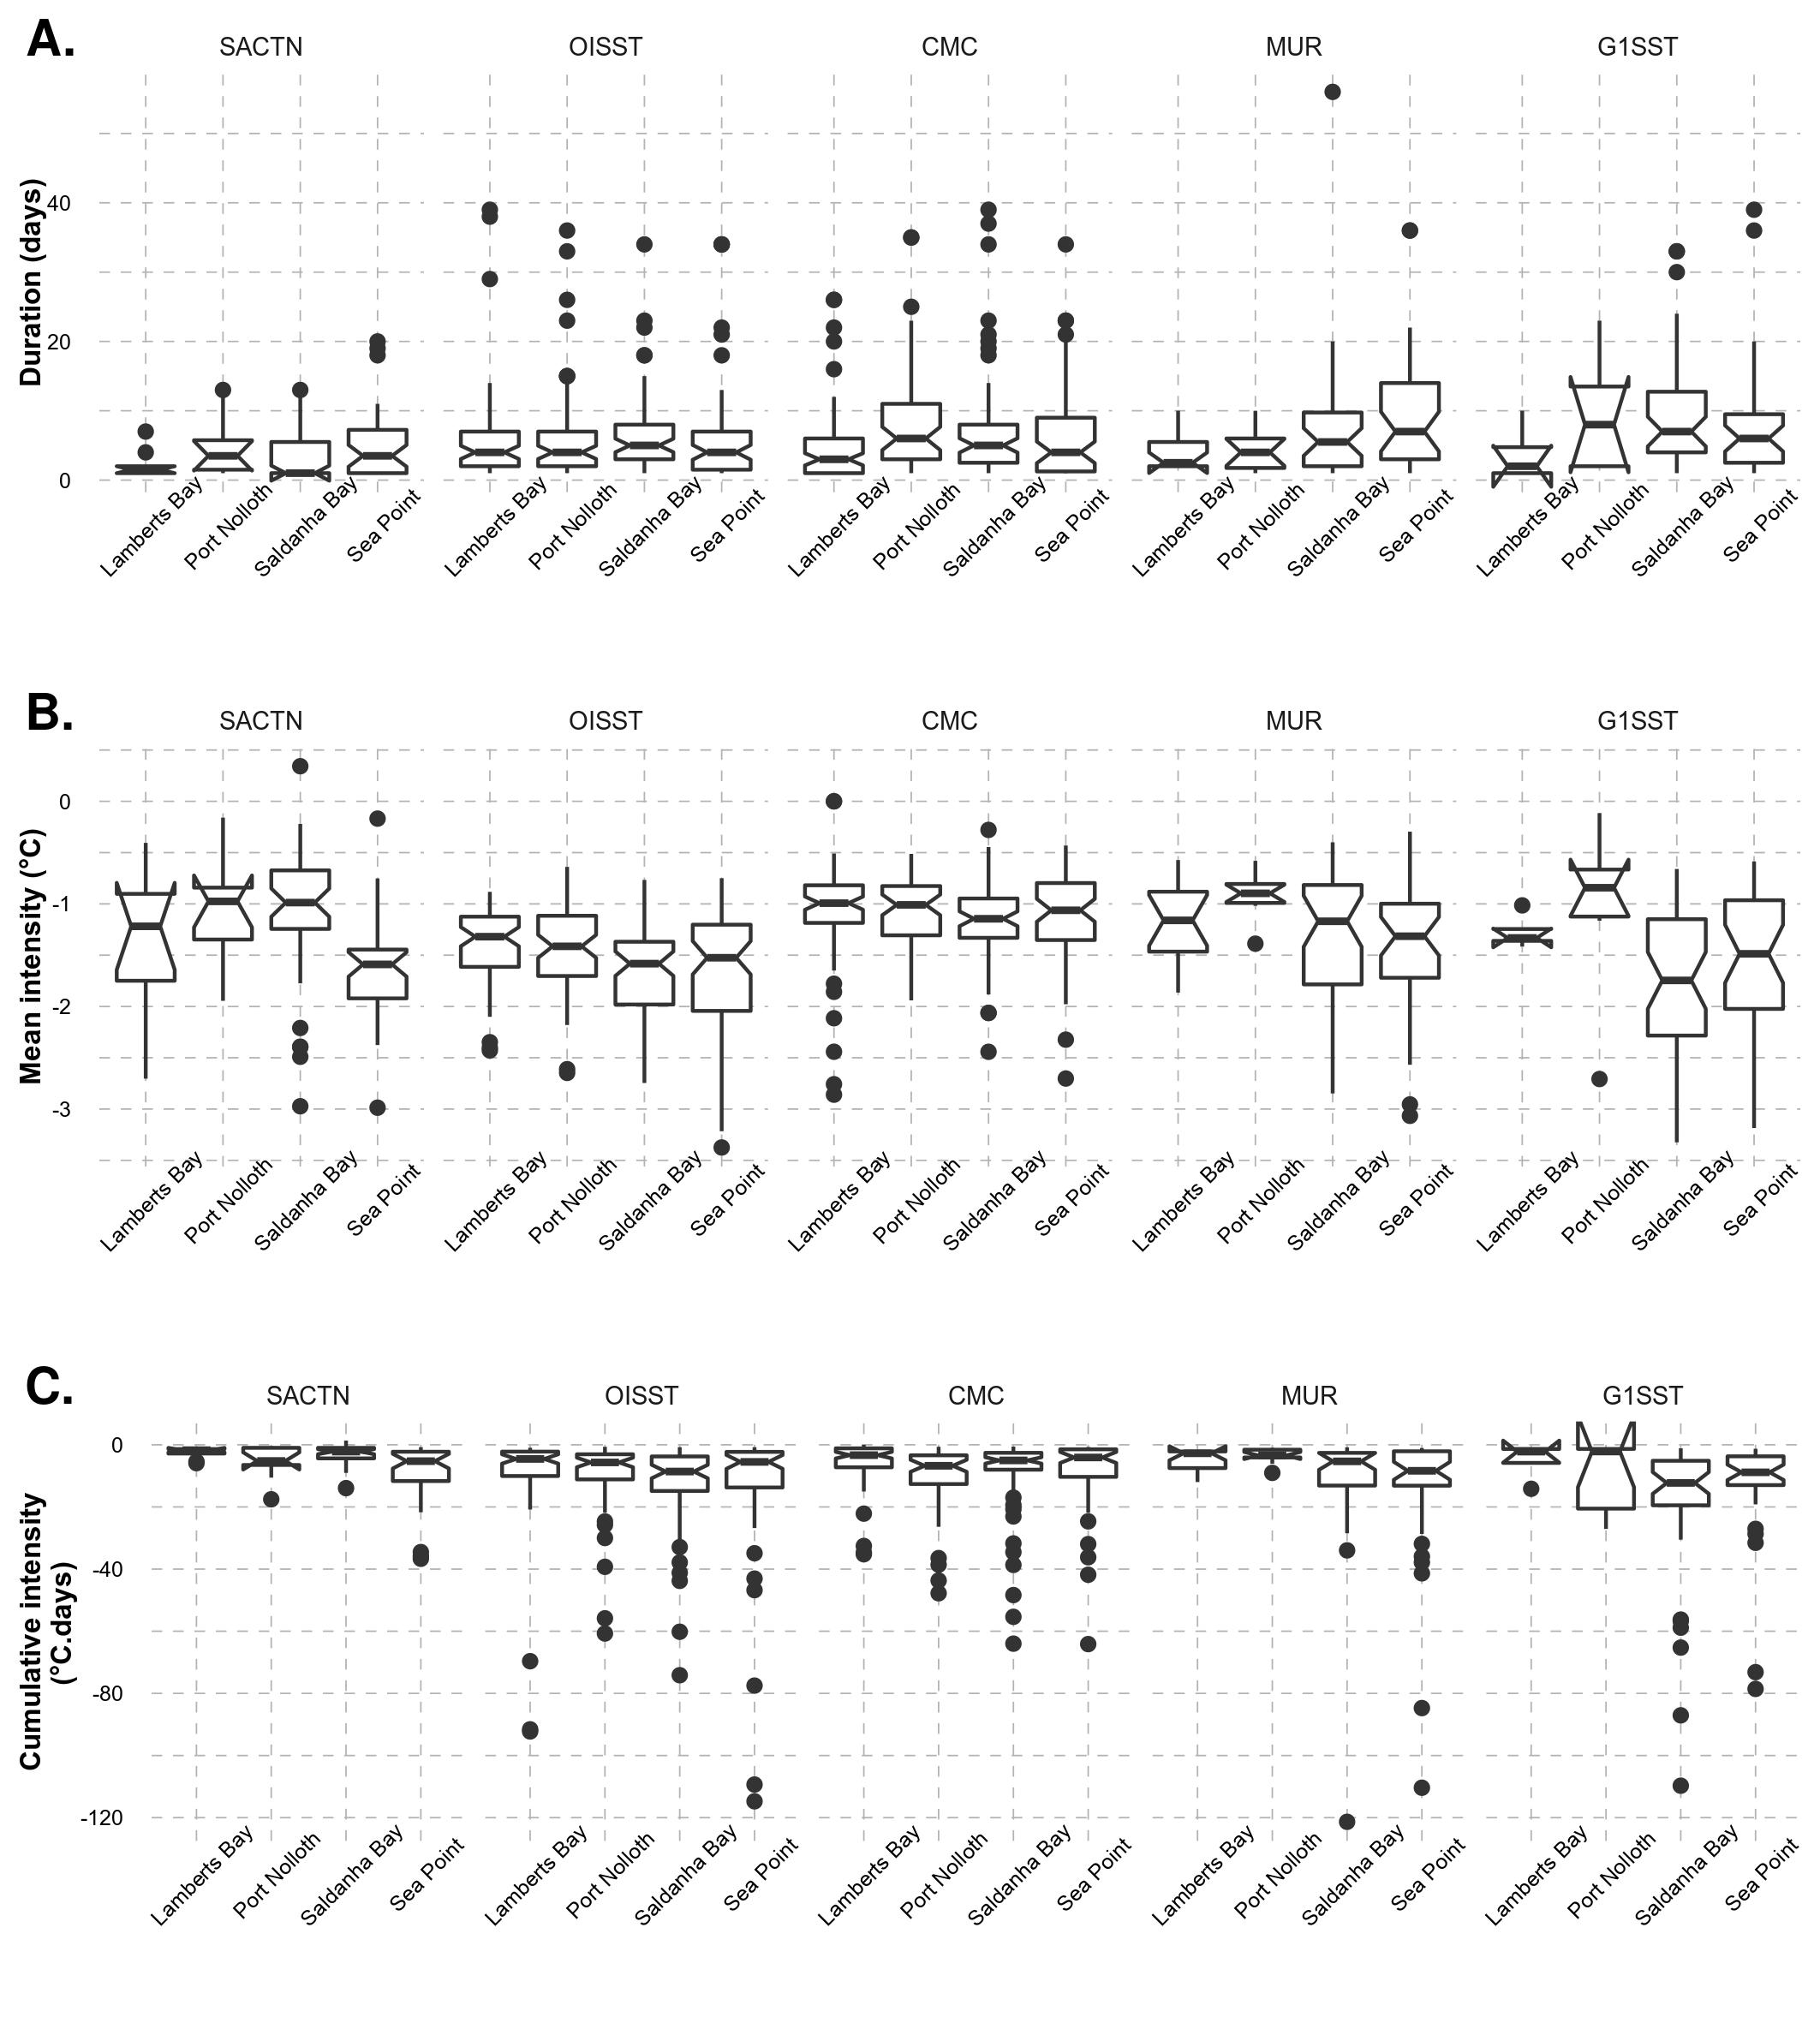 A.
SACTN OISST CMC MUR G1SST
Duration (days)
40
20
0
Lamberts Bay Port Nolloth Saldanha Bay Sea Point Lamberts Bay Port Nolloth Saldanha Bay Sea Point Lamberts Bay Port Nolloth Saldanha Bay Sea Point Lamberts Bay Port Nolloth Saldanha Bay Sea Point Lamberts Bay Port Nolloth Saldanha Bay Sea Point
B.
SACTN OISST CMC MUR G1SST
Mean intensity (°C)
0
-1
-2
-3
Lamberts Bay Port Nolloth Saldanha Bay Sea Point Lamberts Bay Port Nolloth Saldanha Bay Sea Point Lamberts Bay Port Nolloth Saldanha Bay Sea Point Lamberts Bay Port Nolloth Saldanha Bay Sea Point Lamberts Bay Port Nolloth Saldanha Bay Sea Point
C.
SACTN OISST CMC MUR G1SST
Cumulative intensity
(°C.days)
0
-40
-80
-120
Lamberts Bay Port Nolloth Saldanha Bay Sea Point Lamberts Bay Port Nolloth Saldanha Bay Sea Point Lamberts Bay Port Nolloth Saldanha Bay Sea Point Lamberts Bay Port Nolloth Saldanha Bay Sea Point Lamberts Bay Port Nolloth Saldanha Bay Sea Point